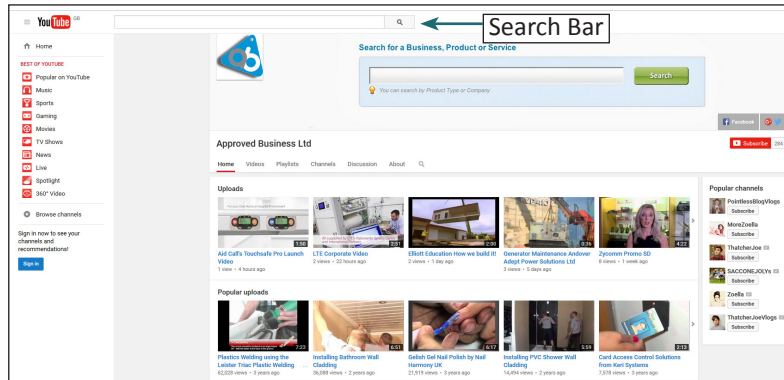 YouTube GB
Search Bar
Home
BEST OF YOUTUBE
Popular on YouTube
Music
Sports
Gaming
Movies
TV Shows
News
Live
Spotlight
360° Video
Browse channels
Sign in now to see your
channels and
recommendations!
Sign in
Search for a Business, Product or Service
Search
You can search by Product Type or Company
Facebook
Approved Business Ltd
Subscribe 284
Home Videos Playlists Channels Discussion About
Uploads
1:50 2:51 2:00 0:36 4:22
Aid Call's Touchsafe Pro Launch Video
1 view • 4 hours ago
LTE Corporate Video
2 views • 22 hours ago
Elliott Education How we build it!
2 views • 1 day ago
Generator Maintenance Andover
Adept Power Solutions Ltd
3 views • 5 days ago
Zycomm Promo SD
8 views • 1 week ago
Popular uploads
7:23 6:51 6:17 5:59 2:13
Plastics Welding using the
Leister Triac Plastic Welding ...
62,028 views • 3 years ago
Installing Bathroom Wall
Cladding
36,088 views • 2 years ago
Gelish Gel Nail Polish by Nail
Harmony UK
21,919 views • 3 years ago
Installing PVC Shower Wall
Cladding
14,494 views • 2 years ago
Card Access Control Solutions
from Keri Systems
7,578 views • 3 years ago
Popular channels
PointlessBlogVlogs
Subscribe
MoreZoella
Subscribe
ThatcherJoe
Subscribe
SACCONEJOLYs
Subscribe
Zoella
Subscribe
ThatcherJoeVlogs
Subscribe